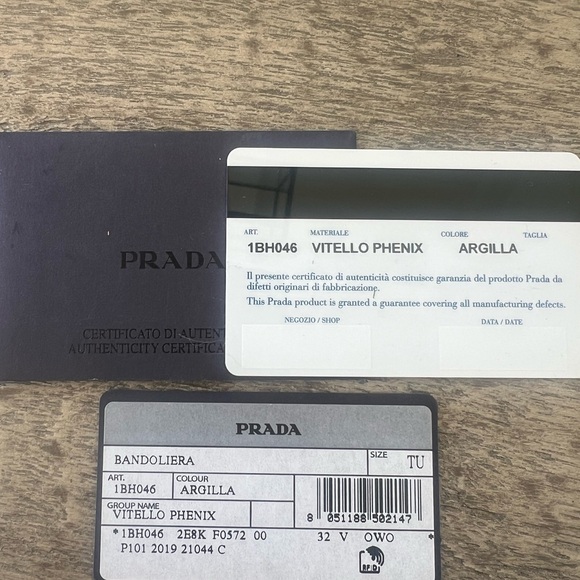 PRADA
CERTIFICATO DI AUTENT
AUTHENTICITY CERTIFICA
ART. MATERIALE COLORE TAGLIA
1BH046 VITELLO PHENIX ARGILLA
Il presente certificato di autenticità costituisce garanzia del prodotto Prada da
difetti originari di fabbricazione.
This Prada product is granted a guarantee covering all manufacturing defects.
NEGOZIO / SHOP DATA / DATE
PRADA
BANDOLIERA SIZE TU
ART. COLOUR
1BH046 ARGILLA
GROUP NAME
VITELLO PHENIX
8 051188 502147
*1BH046 2E8K F0572 00 32 V OWO *
P101 2019 21044 C
RFID